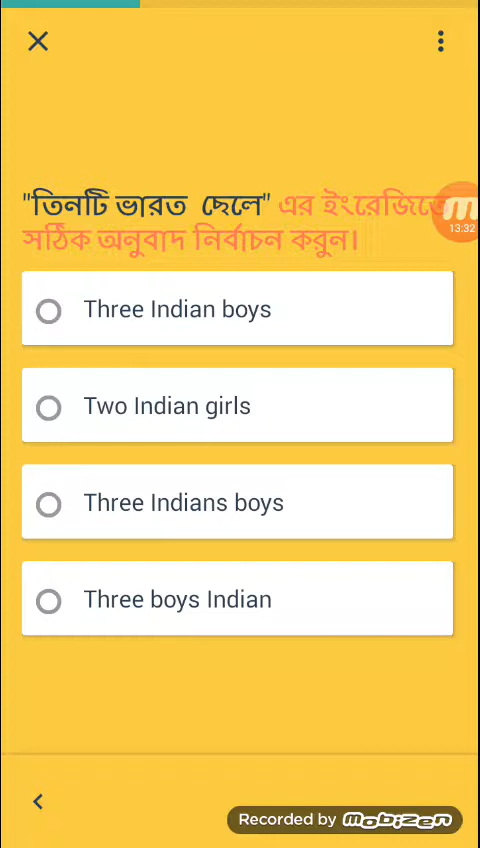 "তিনটি ভারত ছেলে" এর ইংরেজিতে
13:32
সঠিক অনুবাদ নির্বাচন করুন।
Three Indian boys
Two Indian girls
Three Indians boys
Three boys Indian
Recorded by Mobizen